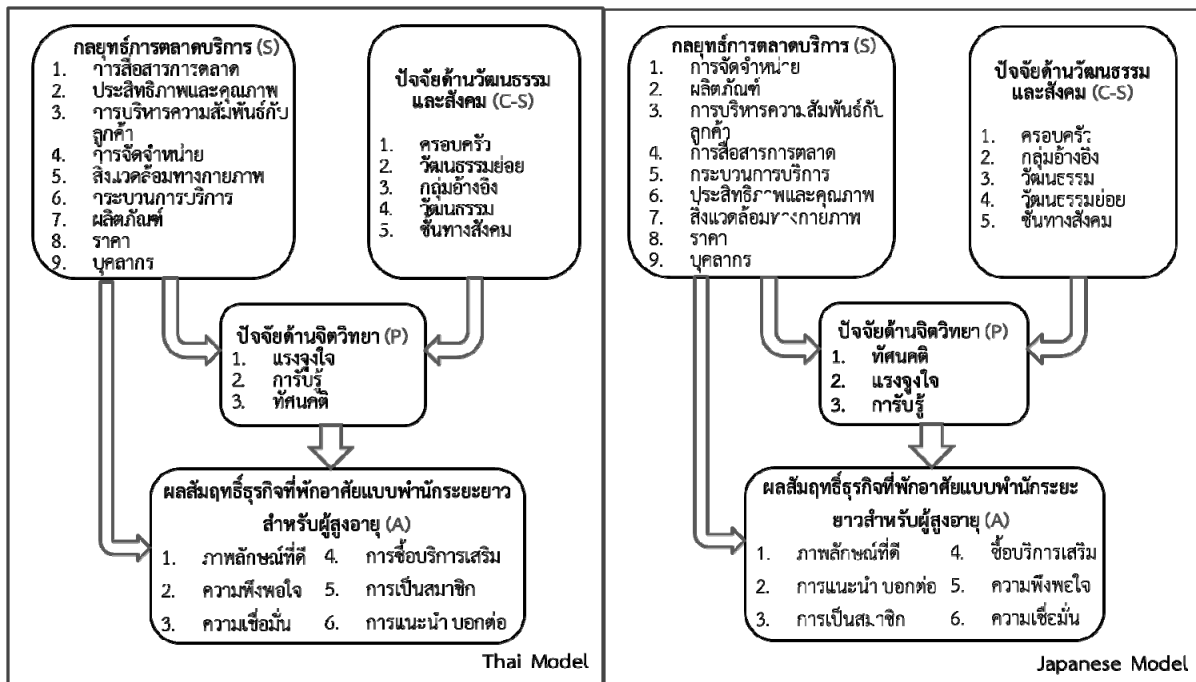 กลยุทธ์การตลาดบริการ (S)
1. การสื่อสารการตลาด
2. ประสิทธิภาพและคุณภาพ
3. การบริหารความสัมพันธ์กับ
ลูกค้า
4. การจัดจำหน่าย
5. สิ่งแวดล้อมทางกายภาพ
6. กระบวนการบริการ
7. ผลิตภัณฑ์
8. ราคา
9. บุคลากร
ปัจจัยด้านวัฒนธรรม
และสังคม (C-S)
1. ครอบครัว
2. วัฒนธรรมย่อย
3. กลุ่มอ้างอิง
4. วัฒนธรรม
5. ชั้นทางสังคม
ปัจจัยด้านจิตวิทยา (P)
1. แรงจูงใจ
2. การับรู้
3. ทัศนคติ
ผลสัมฤทธิ์ธุรกิจที่พักอาศัยแบบพำนักระยะยาว
สำหรับผู้สูงอายุ (A)
1. ภาพลักษณ์ที่ดี 4. การซื้อบริการเสริม
2. ความพึงพอใจ 5. การเป็นสมาชิก
3. ความเชื่อมั่น 6. การแนะนำ บอกต่อ
Thai Model
กลยุทธ์การตลาดบริการ (S)
1. การจัดจำหน่าย
2. ผลิตภัณฑ์
3. การบริหารความสัมพันธ์กับ
ลูกค้า
4. การสื่อสารการตลาด
5. กระบวนการบริการ
6. ประสิทธิภาพและคุณภาพ
7. สิ่งแวดล้อมทางกายภาพ
8. ราคา
9. บุคลากร
ปัจจัยด้านวัฒนธรรม
และสังคม (C-S)
1. ครอบครัว
2. กลุ่มอ้างอิง
3. วัฒนธรรม
4. วัฒนธรรมย่อย
5. ชั้นทางสังคม
ปัจจัยด้านจิตวิทยา (P)
1. ทัศนคติ
2. แรงจูงใจ
3. การับรู้
ผลสัมฤทธิ์ธุรกิจที่พักอาศัยแบบพำนักระยะ
ยาวสำหรับผู้สูงอายุ (A)
1. ภาพลักษณ์ที่ดี 4. ซื้อบริการเสริม
2. การแนะนำ บอกต่อ 5. ความพึงพอใจ
3. การเป็นสมาชิก 6. ความเชื่อมั่น
Japanese Model